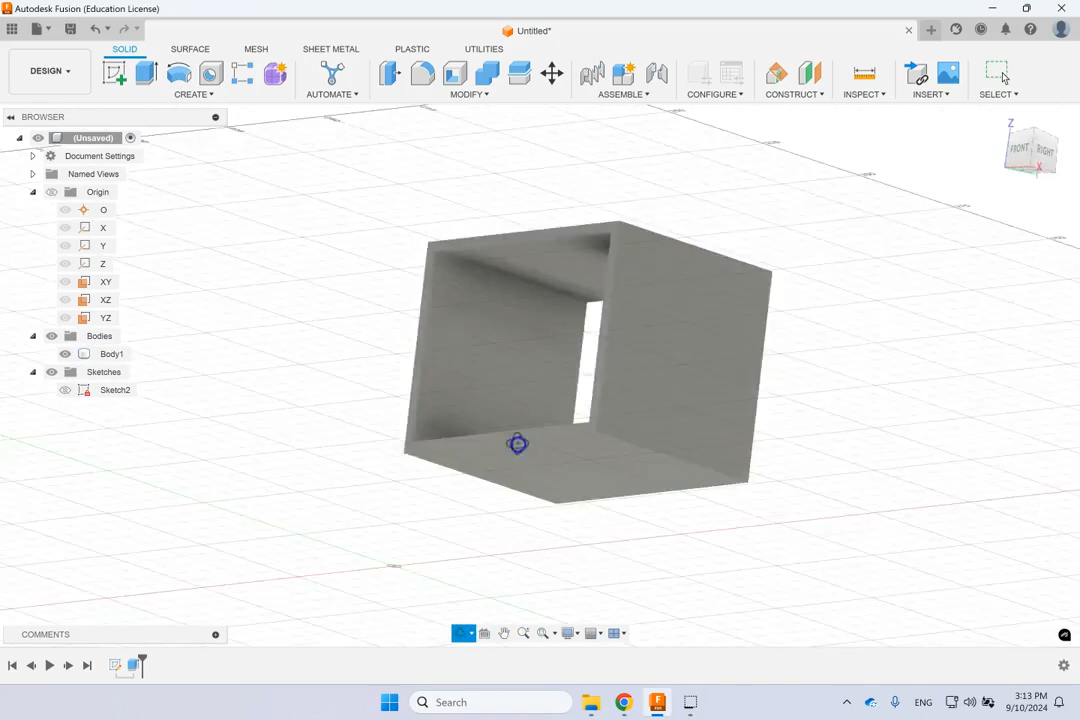 Autodesk Fusion (Education License)
Untitled*
DESIGN
SOLID SURFACE MESH SHEET METAL PLASTIC UTILITIES
CREATE AUTOMATE MODIFY ASSEMBLE CONFIGURE CONSTRUCT INSPECT INSERT SELECT
BROWSER
(Unsaved)
Document Settings
Named Views
Origin
O
X
Y
Z
XY
XZ
YZ
Bodies
Body1
Sketches
Sketch2
Z
FRONT RIGHT
X
COMMENTS
Search
ENG
3:13 PM
9/10/2024